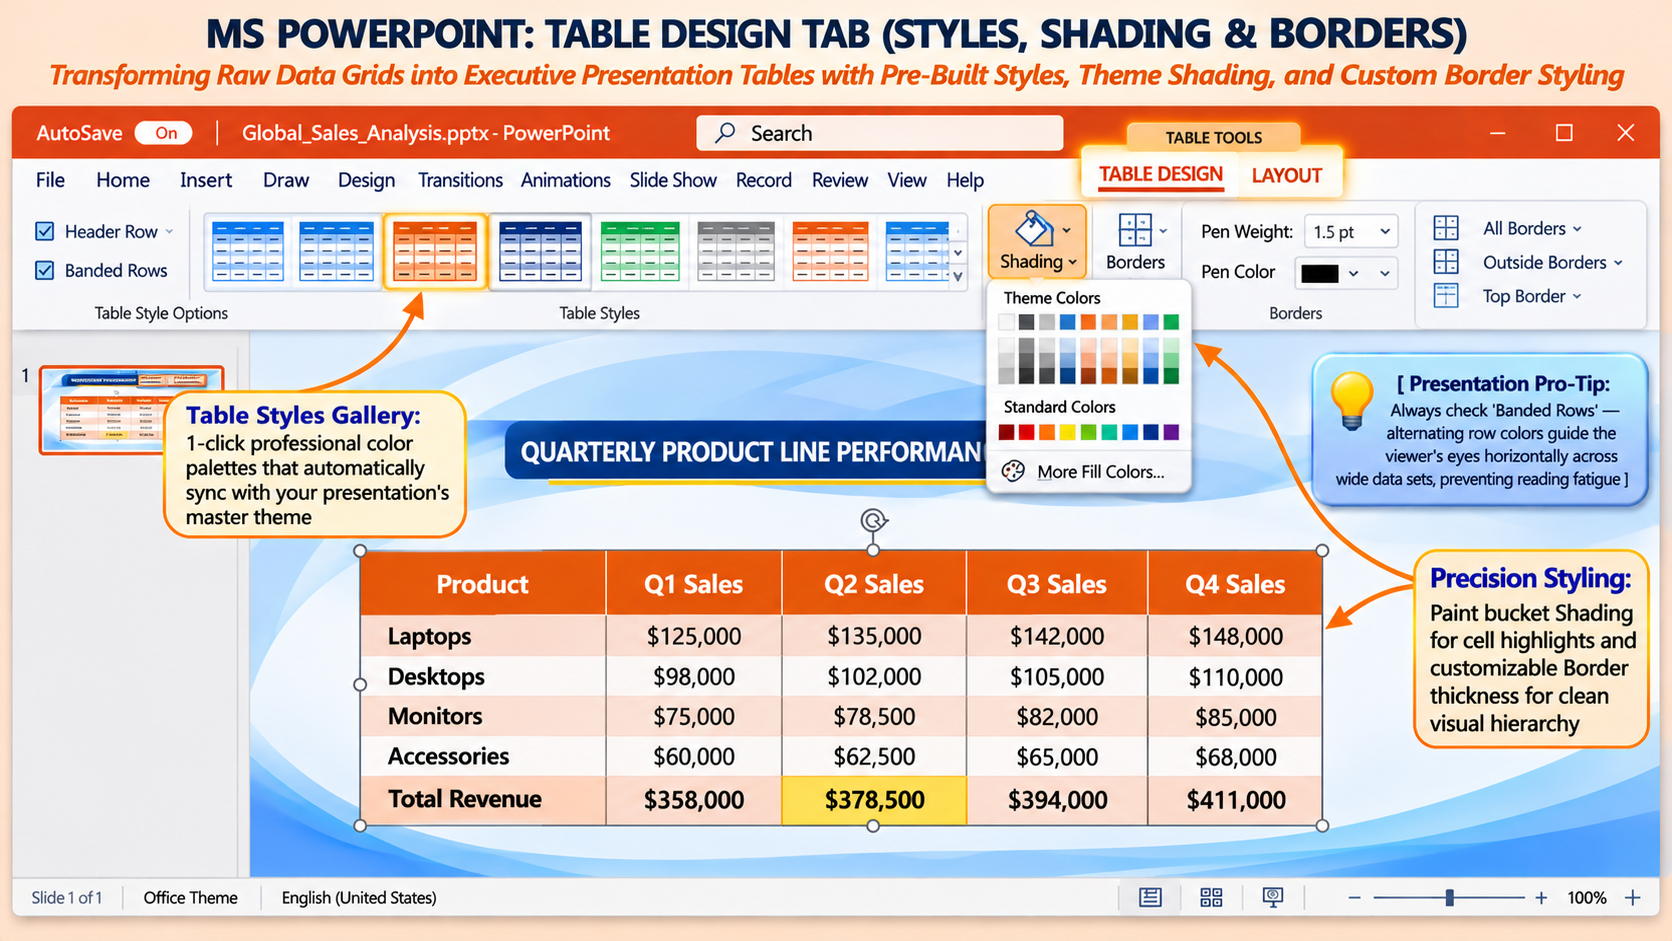 MS POWERPOINT: TABLE DESIGN TAB (STYLES, SHADING & BORDERS)
Transforming Raw Data Grids into Executive Presentation Tables with Pre-Built Styles, Theme Shading, and Custom Border Styling
AutoSave On Global_Sales_Analysis.pptx - PowerPoint Search
TABLE TOOLS
File Home Insert Draw Design Transitions Animations Slide Show Record Review View Help TABLE DESIGN LAYOUT
Header Row
Banded Rows
Table Style Options
Table Styles
Shading
Borders
Pen Weight: 1.5 pt
Pen Color
Borders
All Borders
Outside Borders
Top Border
Theme Colors
Standard Colors
More Fill Colors...
1
Table Styles Gallery:
1-click professional color
palettes that automatically
sync with your presentation's
master theme
QUARTERLY PRODUCT LINE PERFORMAN
[ Presentation Pro-Tip:
Always check 'Banded Rows' —
alternating row colors guide the
viewer's eyes horizontally across
wide data sets, preventing reading fatigue ]
Precision Styling:
Paint bucket Shading
for cell highlights and
customizable Border
thickness for clean
visual hierarchy
Product Q1 Sales Q2 Sales Q3 Sales Q4 Sales
Laptops $125,000 $135,000 $142,000 $148,000
Desktops $98,000 $102,000 $105,000 $110,000
Monitors $75,000 $78,500 $82,000 $85,000
Accessories $60,000 $62,500 $65,000 $68,000
Total Revenue $358,000 $378,500 $394,000 $411,000
Slide 1 of 1 Office Theme English (United States) 100%